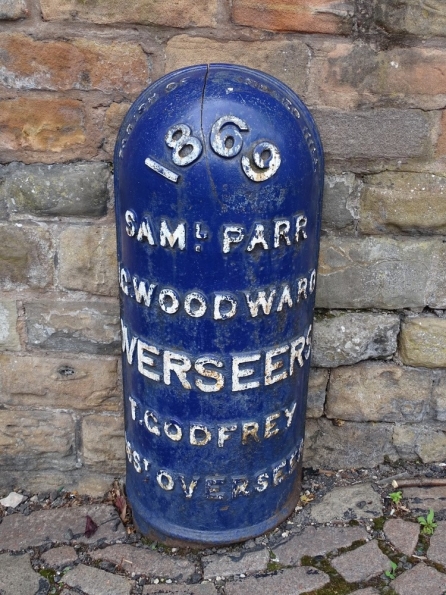 1869
SAMᴸ PARR
G. WOODWARD
OVERSEERS
T. GODFREY
ASSᵀ OVERSEER